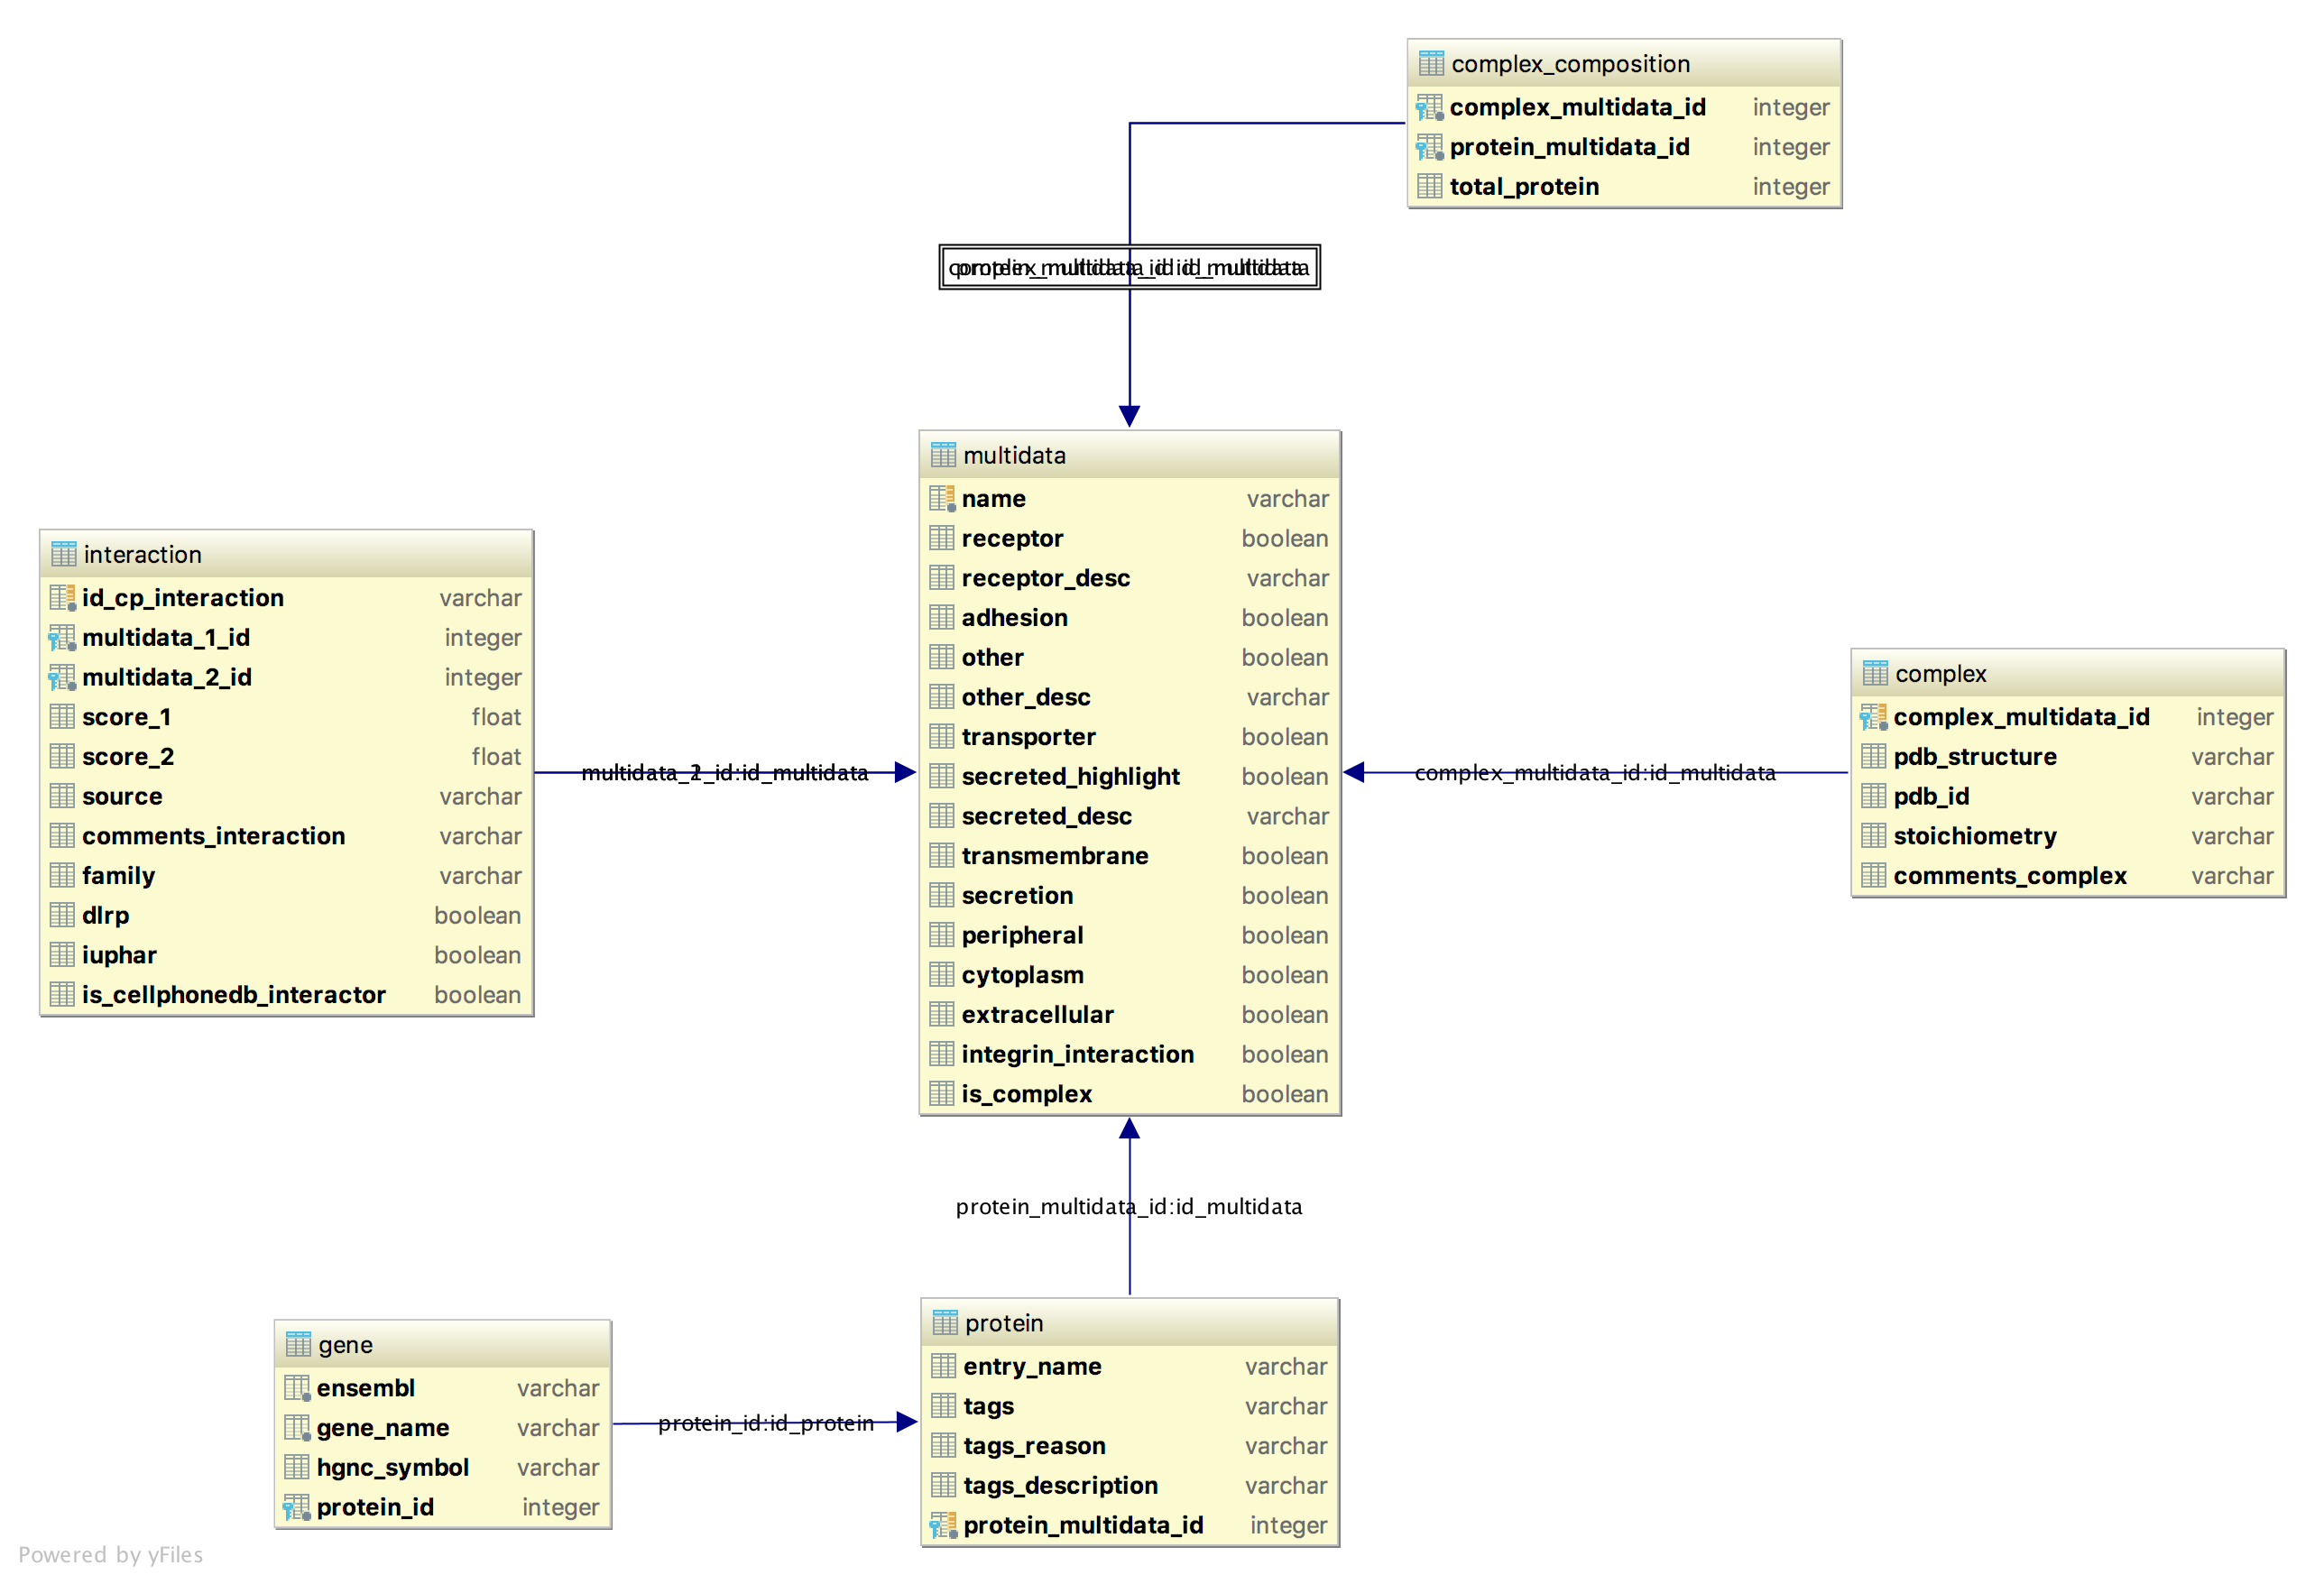 complex_composition
complex_multidata_id integer
protein_multidata_id integer
total_protein integer
complex_multidata_id:id_multidata
protein_multidata_id:id_multidata
multidata
name varchar
receptor boolean
receptor_desc varchar
adhesion boolean
other boolean
other_desc varchar
transporter boolean
secreted_highlight boolean
secreted_desc varchar
transmembrane boolean
secretion boolean
peripheral boolean
cytoplasm boolean
extracellular boolean
integrin_interaction boolean
is_complex boolean
interaction
id_cp_interaction varchar
multidata_1_id integer
multidata_2_id integer
score_1 float
score_2 float
source varchar
comments_interaction varchar
family varchar
dlrp boolean
iuphar boolean
is_cellphonedb_interactor boolean
multidata_2_id:id_multidata
complex_multidata_id:id_multidata
complex
complex_multidata_id integer
pdb_structure varchar
pdb_id varchar
stoichiometry varchar
comments_complex varchar
protein_multidata_id:id_multidata
gene
ensembl varchar
gene_name varchar
hgnc_symbol varchar
protein_id integer
protein_id:id_protein
protein
entry_name varchar
tags varchar
tags_reason varchar
tags_description varchar
protein_multidata_id integer
Powered by yFiles